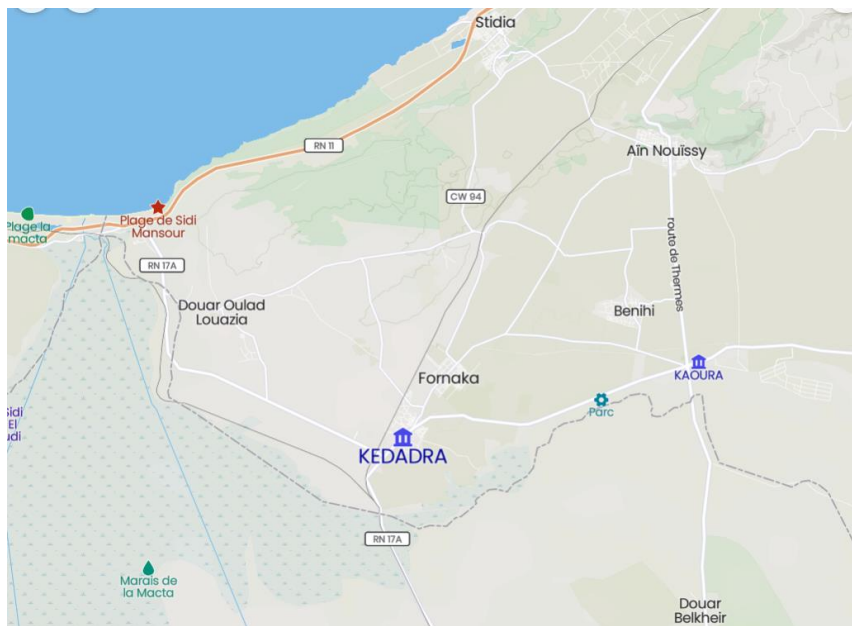 Stidia
RN 11
Aïn Nouïssy
CW 94
Plage la
macta
Plage de Sidi
Mansour
route de Thermes
RN 17A
Douar Oulad
Louazia
Benihi
KAOURA
Fornaka
Parc
Sidi
El
KEDADRA
RN 17A
Marais de
la Macta
Douar
Belkheir